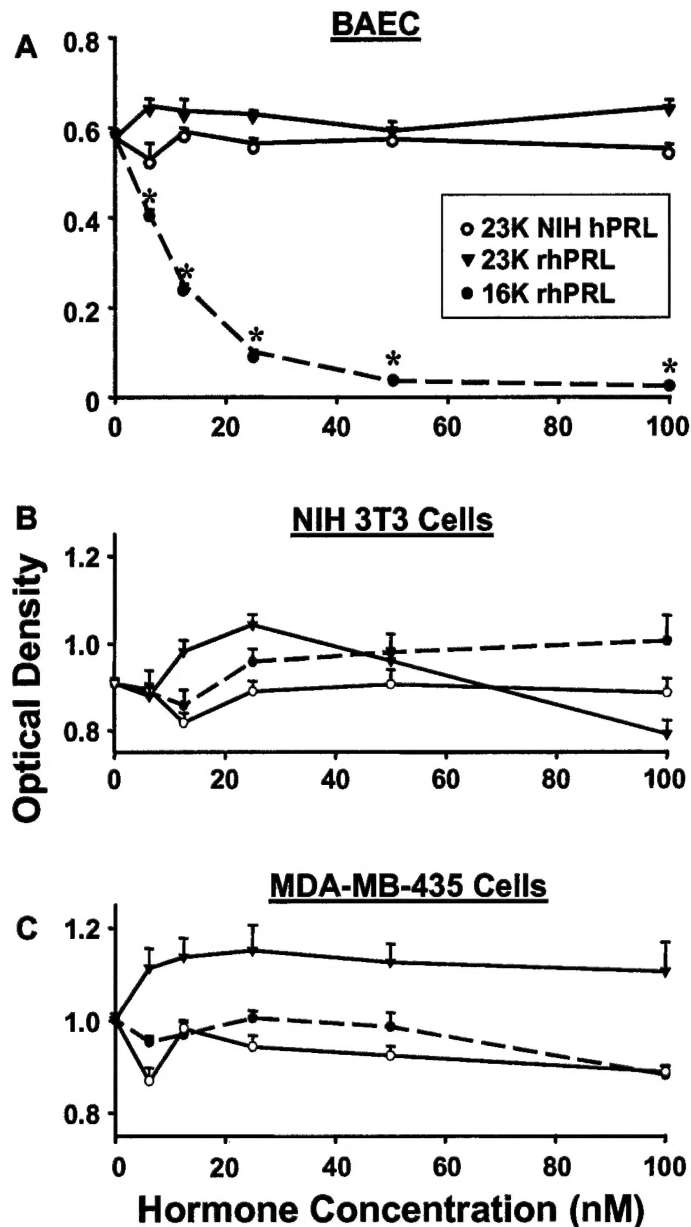 A
BAEC
0.8
0.6
0.4
0.2
0
*
*
*
*
*
23K NIH hPRL
23K rhPRL
16K rhPRL
0 20 40 60 80 100
B
NIH 3T3 Cells
1.2
1.0
0.8
0 20 40 60 80 100
Optical Density
C
MDA-MB-435 Cells
1.2
1.0
0.8
0 20 40 60 80 100
Hormone Concentration (nM)